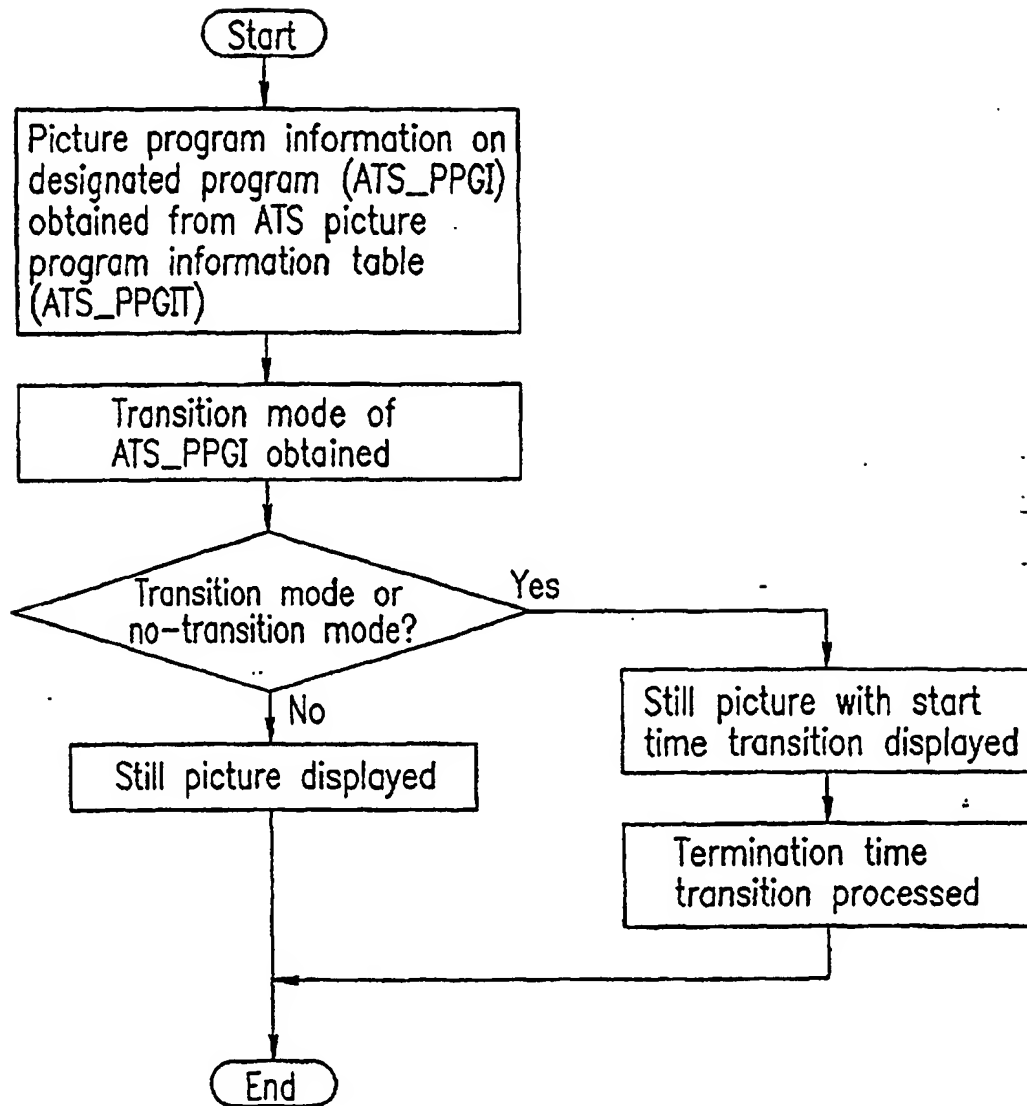 Start
Picture program information on
designated program (ATS_PPGI)
obtained from ATS picture
program information table
(ATS_PPGIT)
Transition mode of
ATS_PPGI obtained
Transition mode or
no-transition mode?
Yes
No
Still picture displayed
Still picture with start
time transition displayed
Termination time
transition processed
End